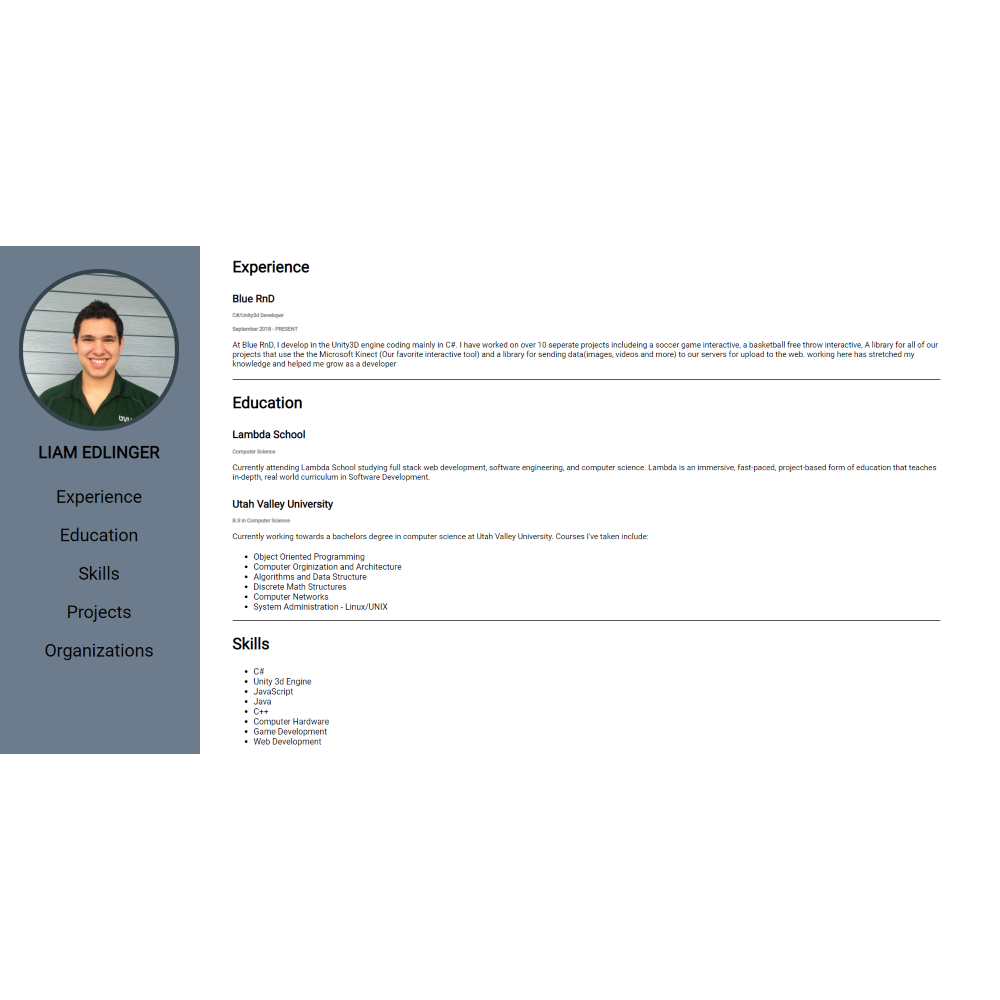 LIAM EDLINGER
Experience
Education
Skills
Projects
Organizations
Experience
Blue RnD
C#/Unity3d Developer
September 2018 - PRESENT
At Blue RnD, I develop in the Unity3D engine coding mainly in C#. I have worked on over 10 seperate projects includeing a soccer game interactive, a basketball free throw interactive, A library for all of our
projects that use the the Microsoft Kinect (Our favorite interactive tool) and a library for sending data(images, videos and more) to our servers for upload to the web. working here has stretched my
knowledge and helped me grow as a developer
Education
Lambda School
Computer Science
Currently attending Lambda School studying full stack web development, software engineering, and computer science. Lambda is an immersive, fast-paced, project-based form of education that teaches
in-depth, real world curriculum in Software Development.
Utah Valley University
B.S in Computer Science
Currently working towards a bachelors degree in computer science at Utah Valley University. Courses I've taken include:
Object Oriented Programming
Computer Orginization and Architecture
Algorithms and Data Structure
Discrete Math Structures
Computer Networks
System Administration - Linux/UNIX
Skills
C#
Unity 3d Engine
JavaScript
Java
C++
Computer Hardware
Game Development
Web Development